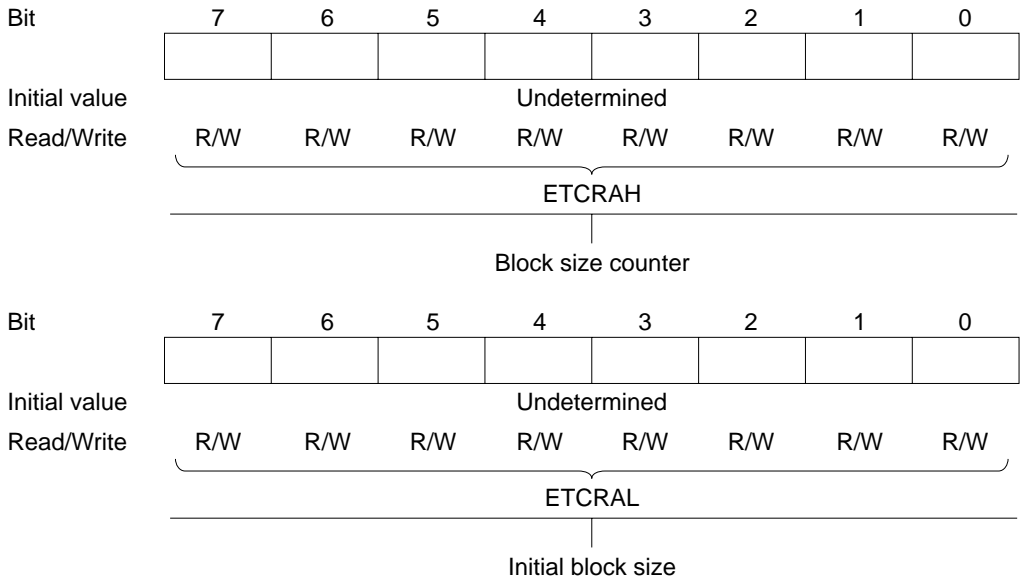 Bit 7 6 5 4 3 2 1 0
Initial value Undetermined
Read/Write R/W R/W R/W R/W R/W R/W R/W R/W
ETCRAH
Block size counter
Bit 7 6 5 4 3 2 1 0
Initial value Undetermined
Read/Write R/W R/W R/W R/W R/W R/W R/W R/W
ETCRAL
Initial block size